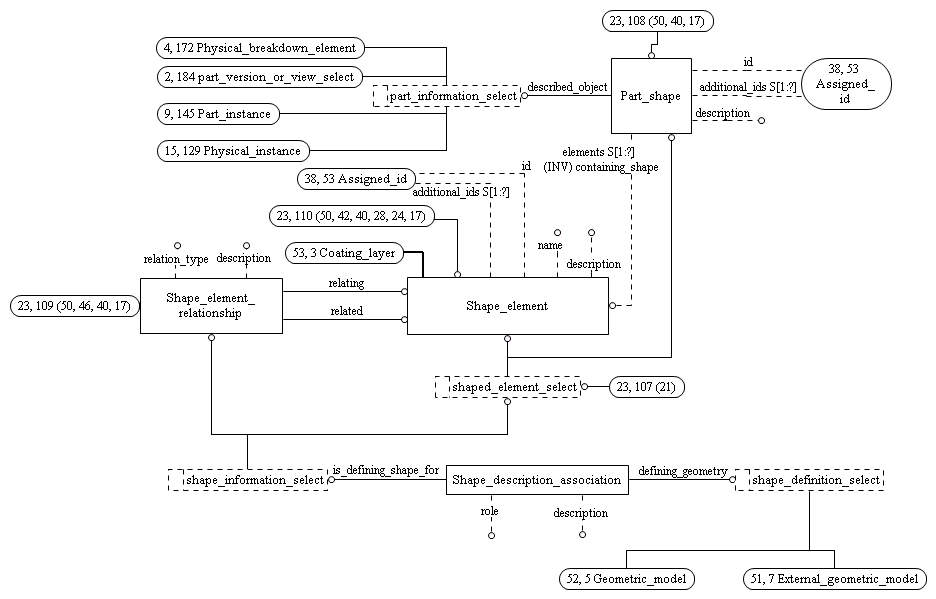 23, 108 (50, 40, 17)
4, 172 Physical_breakdown_element
2, 184 part_version_or_view_select
part_information_select
described_object
Part_shape
id
additional_ids S[1:?]
description
38, 53
Assigned_
id
9, 145 Part_instance
15, 129 Physical_instance
elements S[1:?]
(INV) containing_shape
38, 53 Assigned_id
id
additional_ids S[1:?]
23, 110 (50, 42, 40, 28, 24, 17)
53, 3 Coating_layer
name
description
relation_type
description
23, 109 (50, 46, 40, 17)
Shape_element_
relationship
relating
related
Shape_element
shaped_element_select
23, 107 (21)
shape_information_select
is_defining_shape_for
Shape_description_association
defining_geometry
shape_definition_select
role
description
52, 5 Geometric_model
51, 7 External_geometric_model